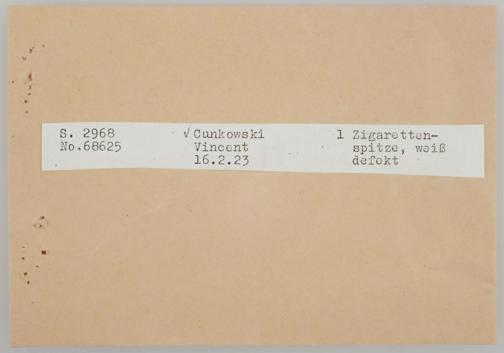 S. 2968 √ Cunkowski 1 Zigaretten-
No.68625 Vincent spitze, weiß
16.2.23 defekt